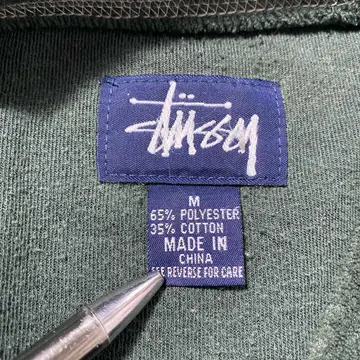 Stüssy
M
65% POLYESTER
35% COTTON
MADE IN
CHINA
SEE REVERSE FOR CARE